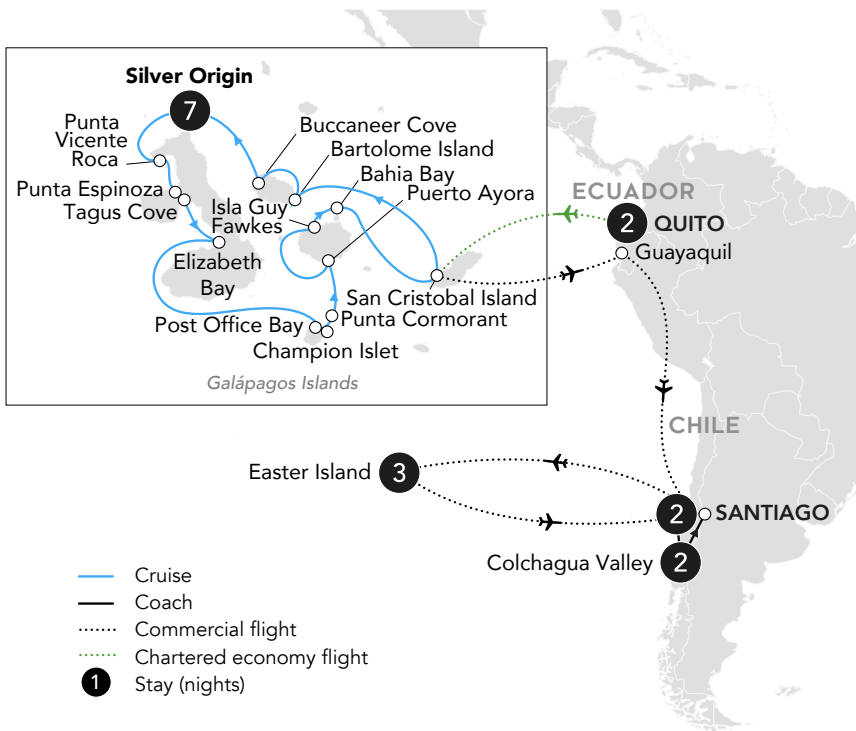 Silver Origin
7
Punta
Vicente
Roca
Buccaneer Cove
Bartolome Island
Bahia Bay
Puerto Ayora
Punta Espinoza
Tagus Cove
Isla Guy
Fawkes
Elizabeth
Bay
San Cristobal Island
Post Office Bay
Punta Cormorant
Champion Islet
Galápagos Islands
ECUADOR
2
QUITO
Guayaquil
CHILE
Easter Island
3
2
SANTIAGO
Colchagua Valley
2
Cruise
Coach
Commercial flight
Chartered economy flight
1
Stay (nights)